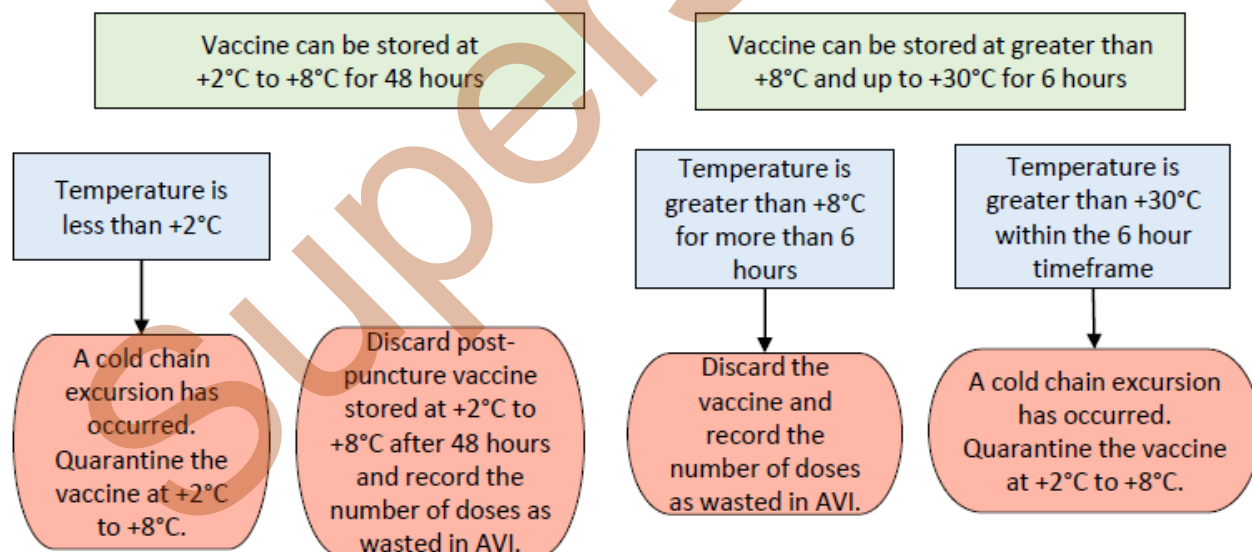 Vaccine can be stored at
+2°C to +8°C for 48 hours
Vaccine can be stored at greater than
+8°C and up to +30°C for 6 hours
Temperature is
less than +2°C
Temperature is
greater than +8°C
for more than 6
hours
Temperature is
greater than +30°C
within the 6 hour
timeframe
A cold chain
excursion has
occurred.
Quarantine the
vaccine at +2°C
to +8°C.
Discard post-
puncture vaccine
stored at +2°C to
+8°C after 48 hours
and record the
number of doses as
wasted in AVI.
Discard the
vaccine and
record the
number of doses
as wasted in AVI.
A cold chain excursion
has occurred.
Quarantine the vaccine
at +2°C to +8°C.
Supers